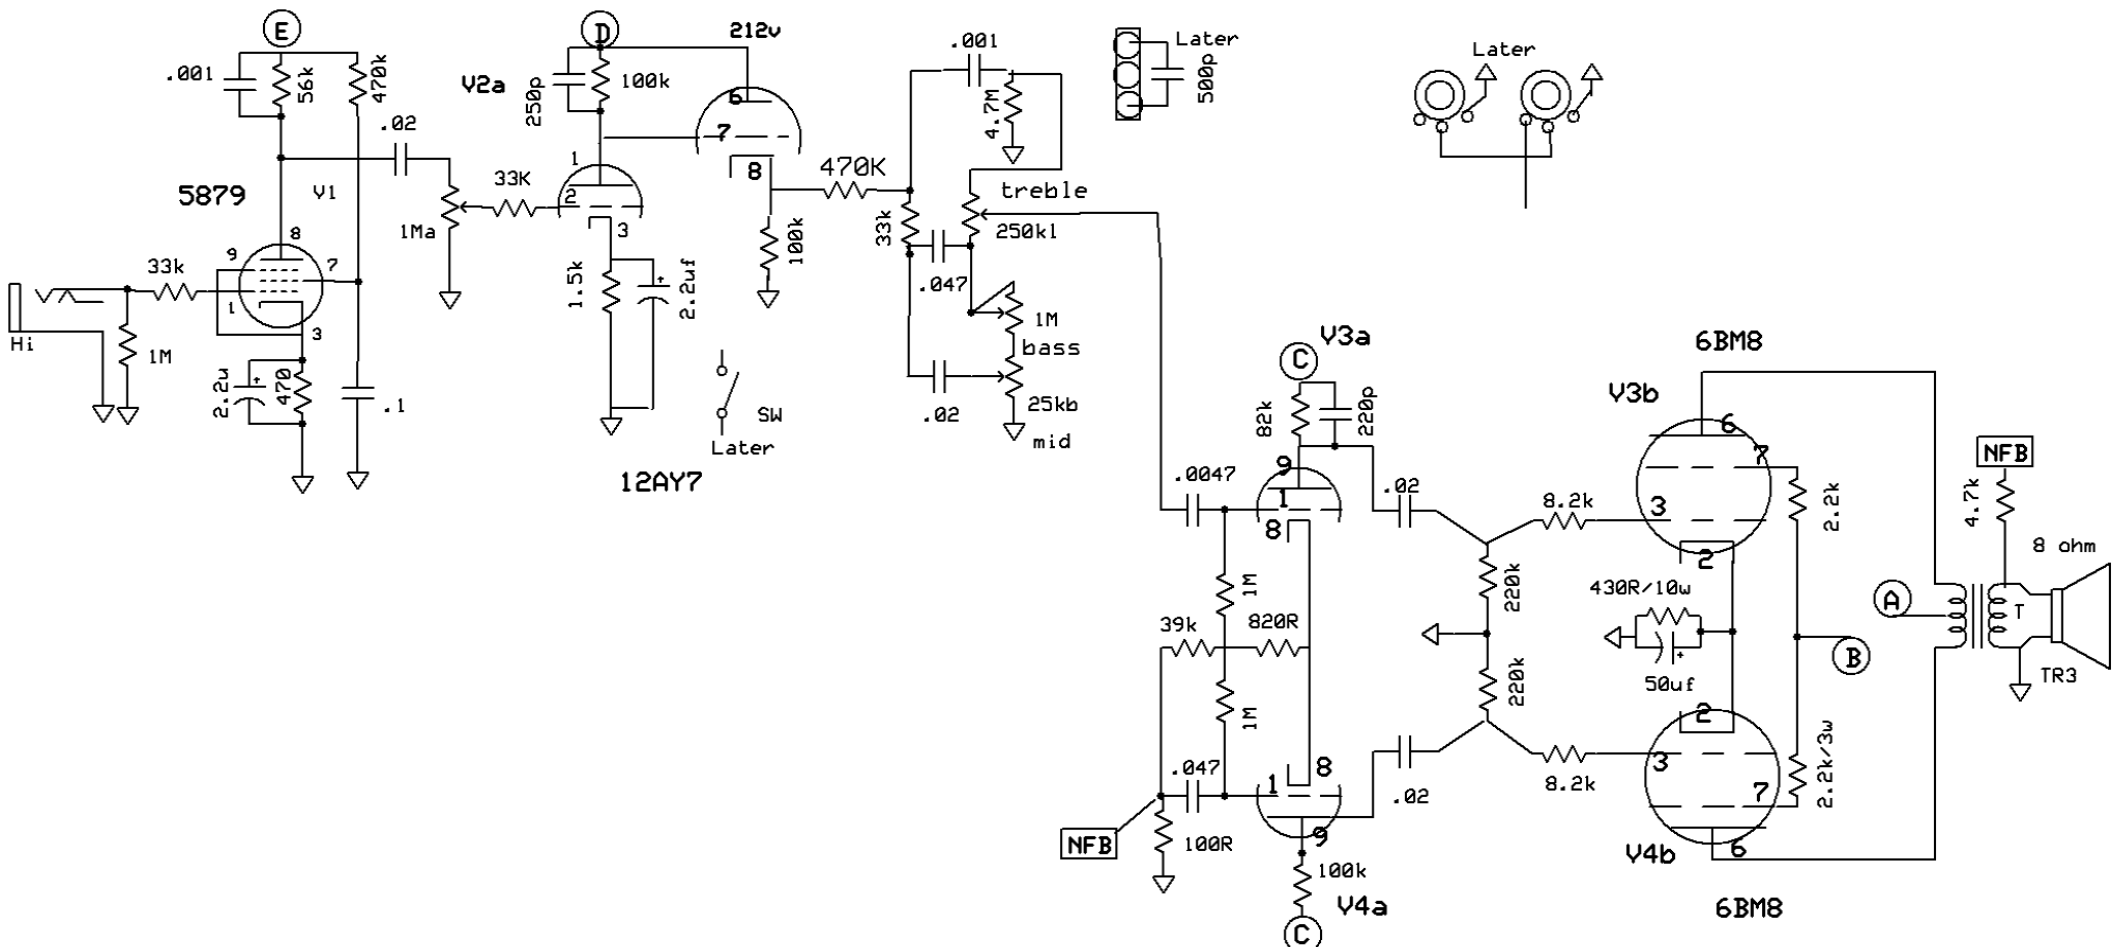 E
.001
56k
470k
.02
5879
V1
8
9
7
1
3
33k
Hi
1M
2.2u
470
.1
1Ma
33K
D
212v
V2a
250p
100k
6
7
8
1
2
3
1.5k
2.2uf
100k
470K
SW
Later
12AY7
.001
4.7M
treble
250kl
33k
.047
1M
bass
.02
25kb
mid
Later
500p
Later
V3a
C
82k
220p
9
1
8
.0047
.02
1M
39k
820R
1M
.047
NFB
100R
1
8
9
100k
V4a
C
.02
220k
220k
8.2k
8.2k
6BM8
V3b
6
7
3
2
2.2k
430R/10w
50uf
B
2
3
7
6
2.2k/3w
V4b
6BM8
A
NFB
4.7k
8 ohm
T
TR3